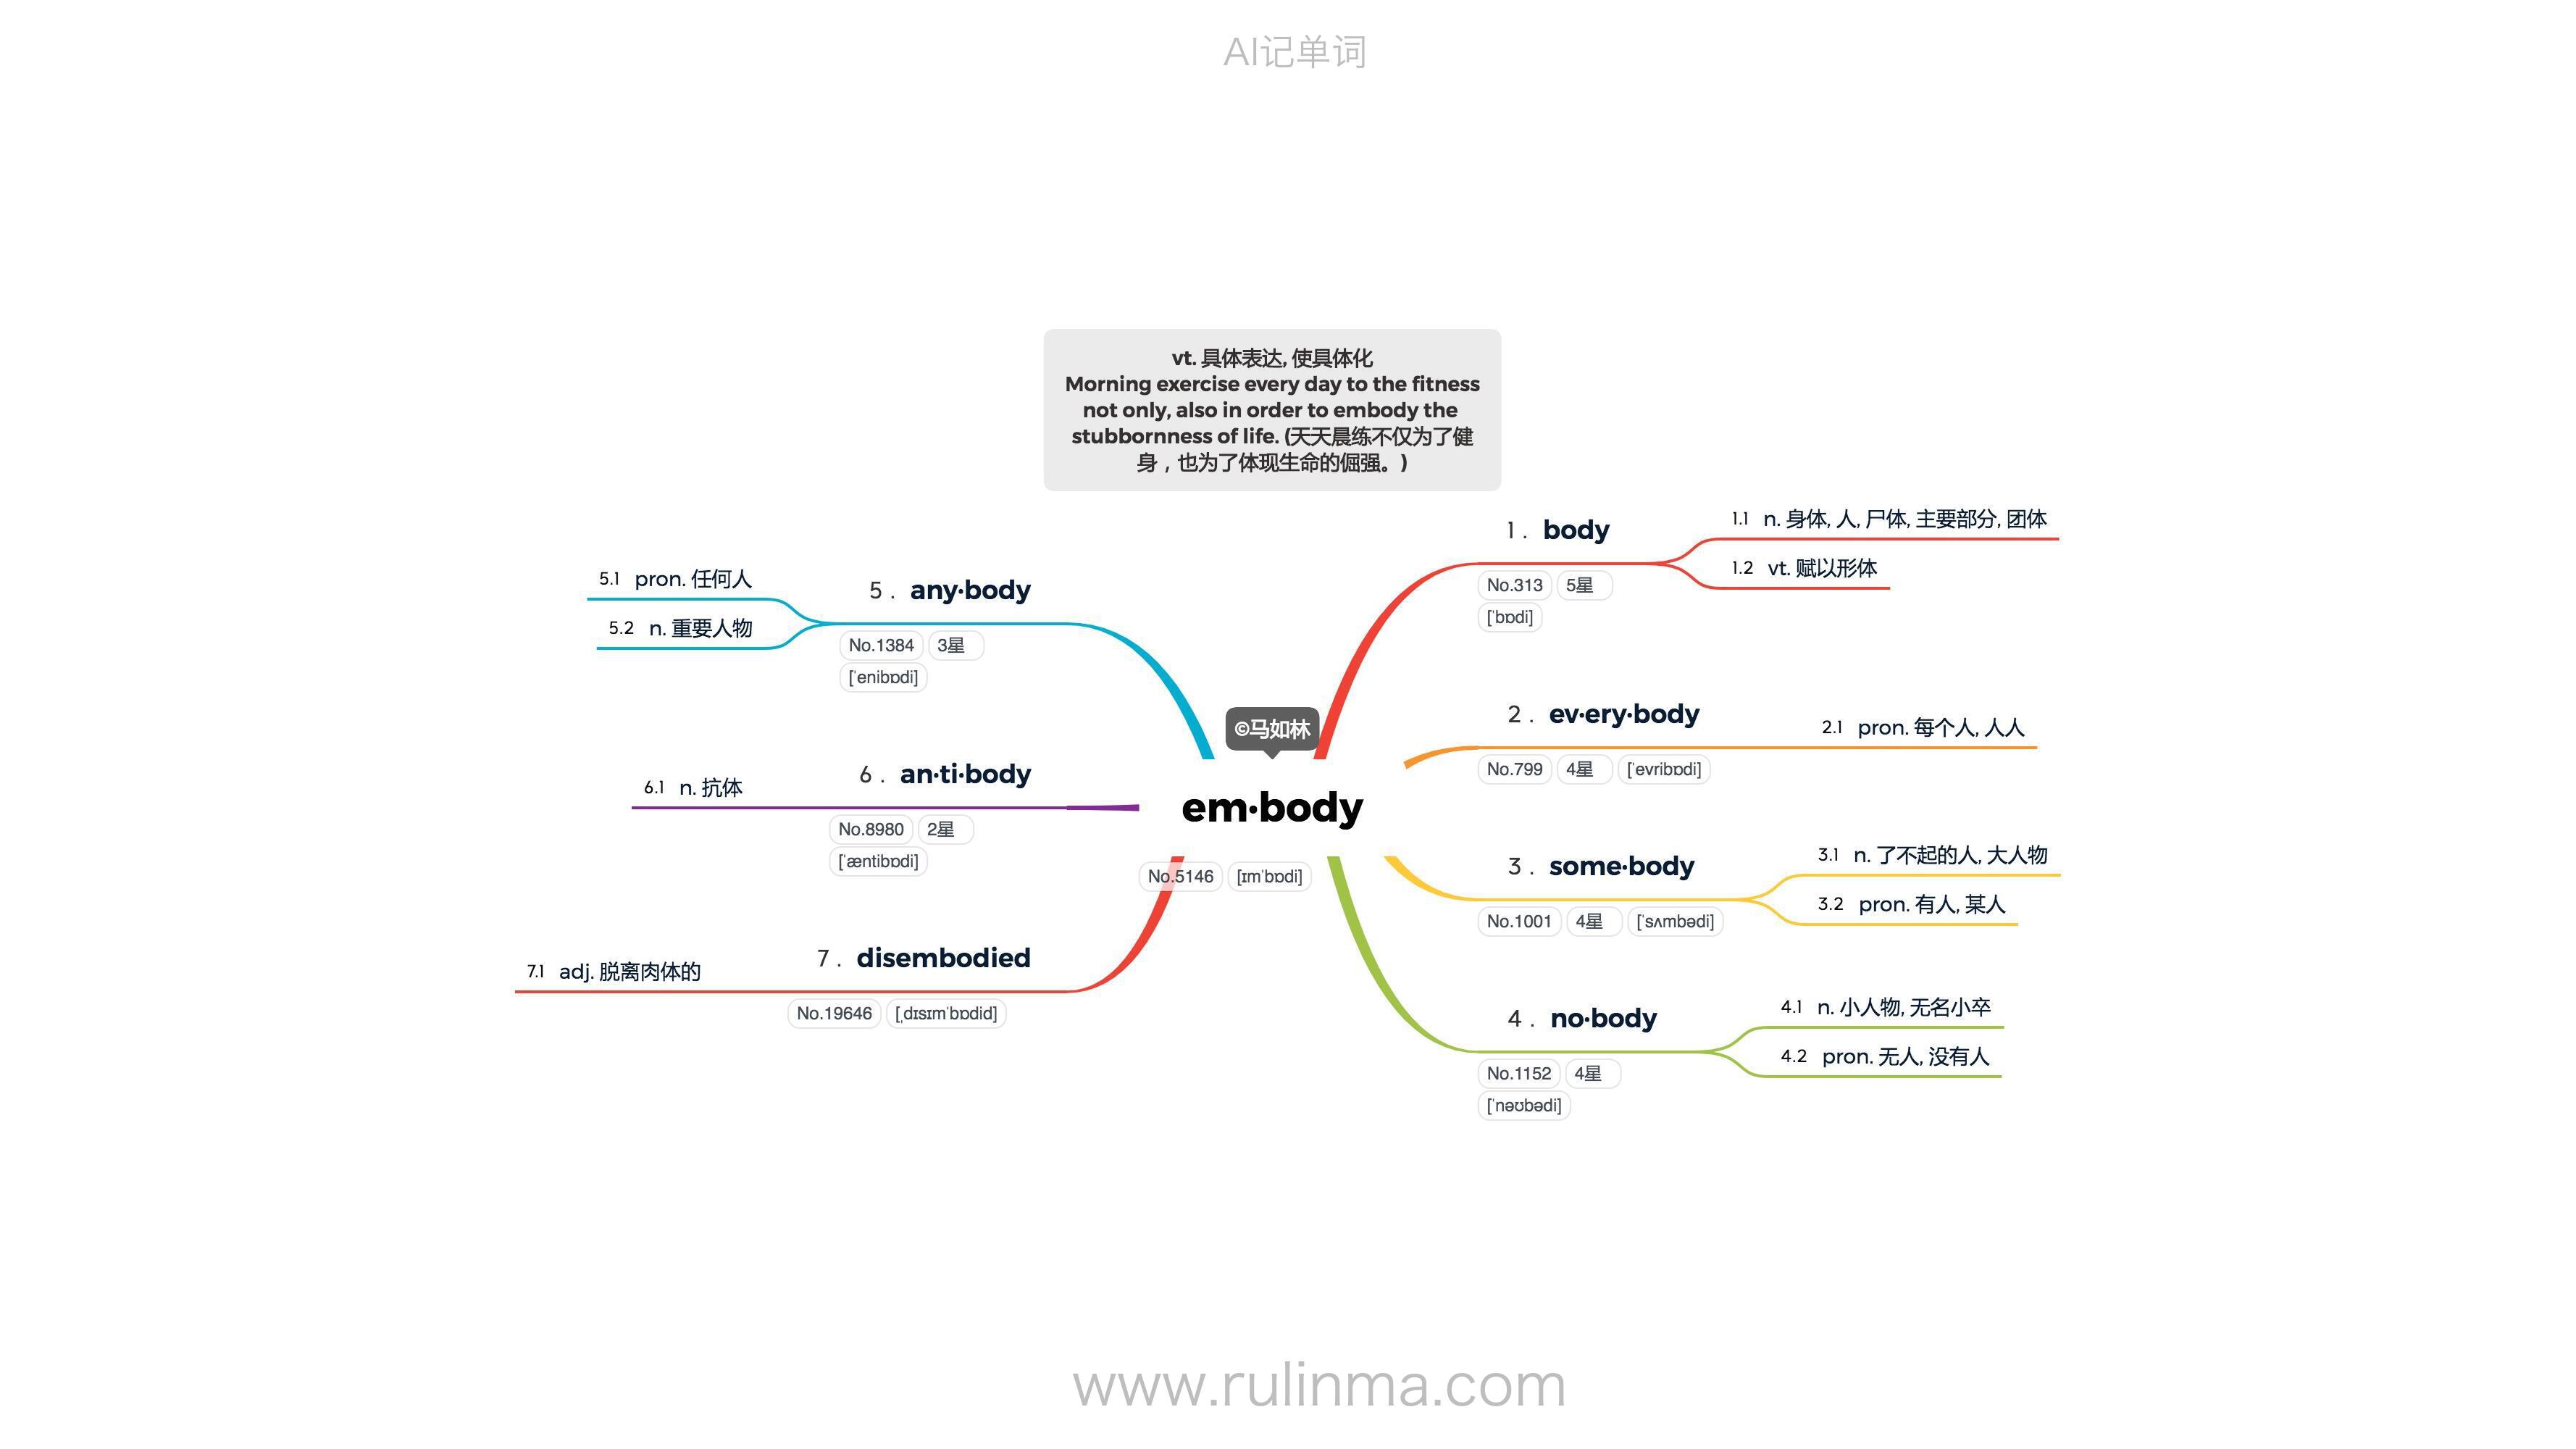 AI记单词
vt. 具体表达, 使具体化
Morning exercise every day to the fitness
not only, also in order to embody the
stubbornness of life. (天天晨练不仅为了健
身，也为了体现生命的倔强。)
©马如林
em·body
No.5146 [ɪmˈbɒdi]
1. body
No.313 5星
[ˈbɒdi]
1.1 n. 身体, 人, 尸体, 主要部分, 团体
1.2 vt. 赋以形体
2. ev·ery·body
No.799 4星 [ˈevribɒdi]
2.1 pron. 每个人, 人人
3. some·body
No.1001 4星 [ˈsʌmbədi]
3.1 n. 了不起的人, 大人物
3.2 pron. 有人, 某人
4. no·body
No.1152 4星
[ˈnəʊbədi]
4.1 n. 小人物, 无名小卒
4.2 pron. 无人, 没有人
5. any·body
No.1384 3星
[ˈenibɒdi]
5.1 pron. 任何人
5.2 n. 重要人物
6. an·ti·body
No.8980 2星
[ˈæntibɒdi]
6.1 n. 抗体
7. disembodied
No.19646 [ˌdɪsɪmˈbɒdid]
7.1 adj. 脱离肉体的
www.rulinma.com